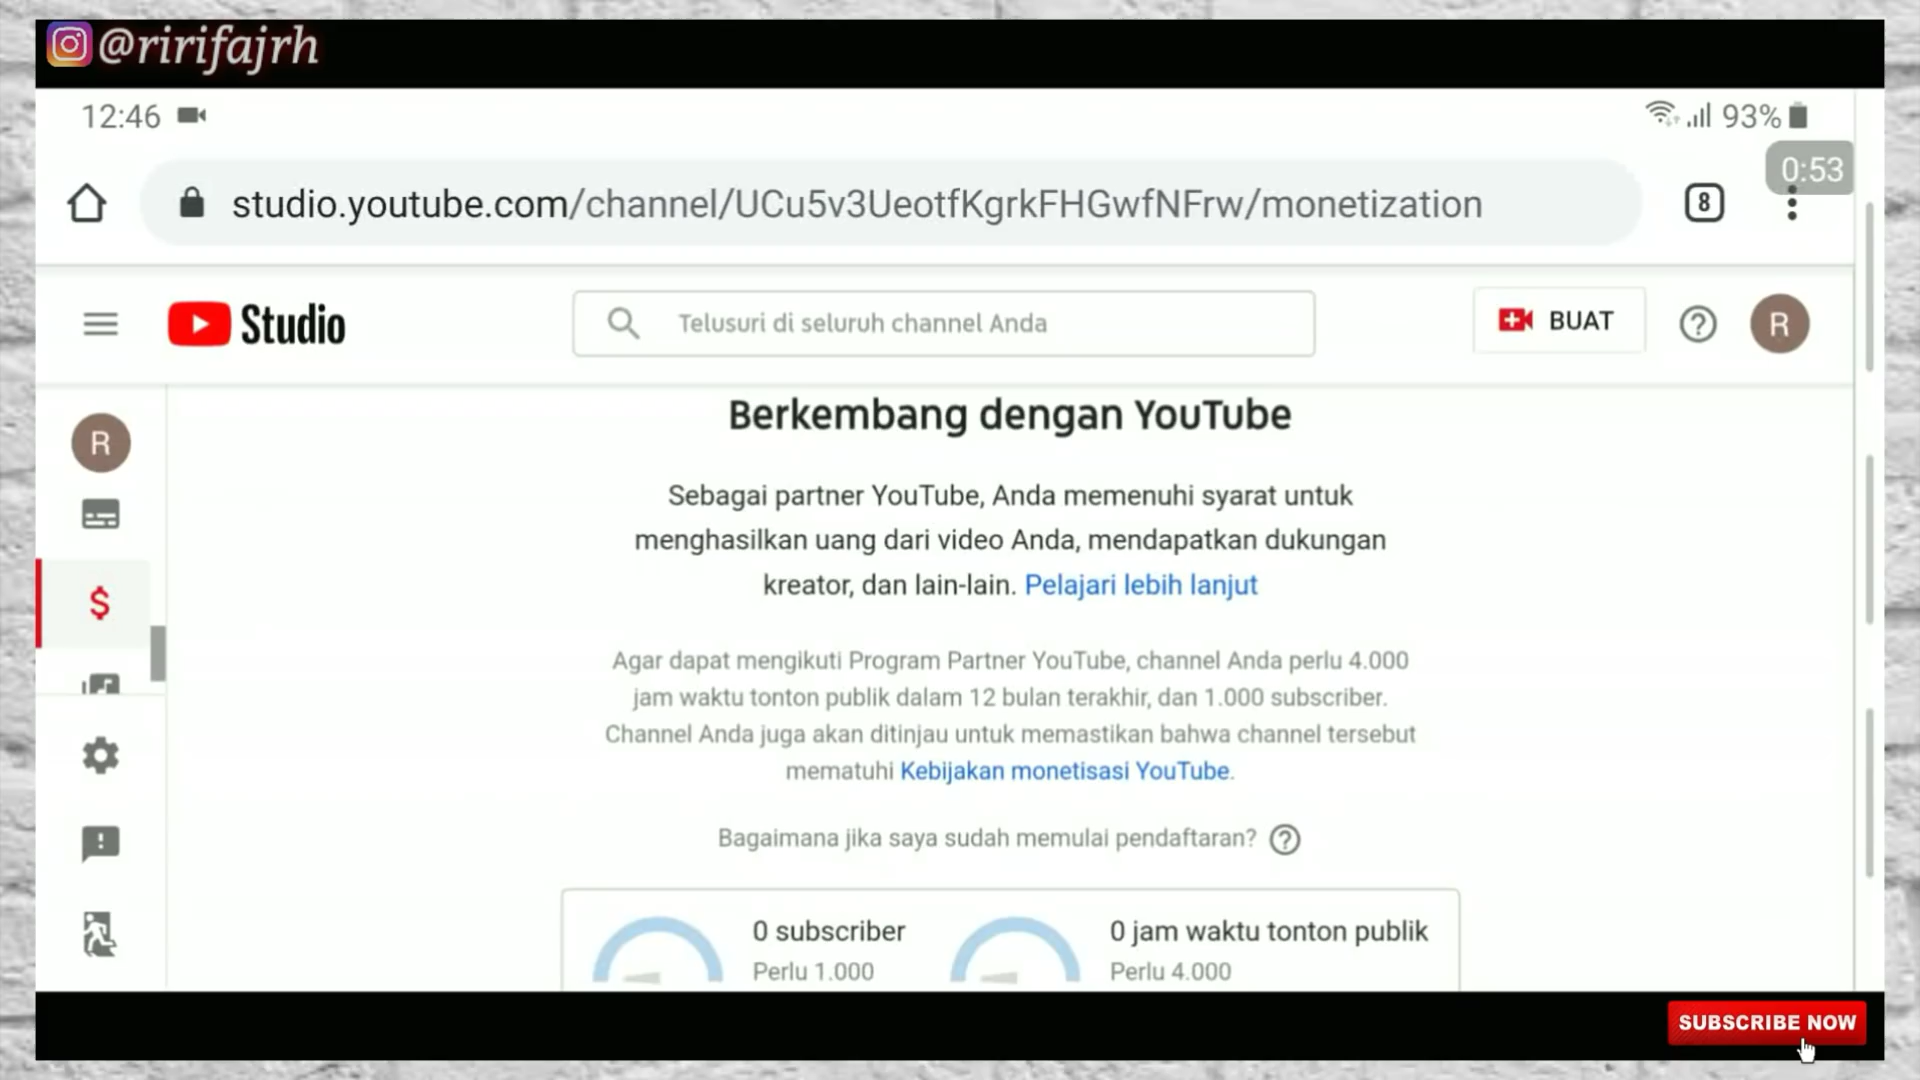 @ririfajrh
12:46
93%
0:53
studio.youtube.com/channel/UCu5v3UeotfKgrkFHGwfNFrw/monetization
8
Studio
Telusuri di seluruh channel Anda
BUAT
R
R
Berkembang dengan YouTube
Sebagai partner YouTube, Anda memenuhi syarat untuk
menghasilkan uang dari video Anda, mendapatkan dukungan
kreator, dan lain-lain. Pelajari lebih lanjut
Agar dapat mengikuti Program Partner YouTube, channel Anda perlu 4.000
jam waktu tonton publik dalam 12 bulan terakhir, dan 1.000 subscriber.
Channel Anda juga akan ditinjau untuk memastikan bahwa channel tersebut
mematuhi Kebijakan monetisasi YouTube.
Bagaimana jika saya sudah memulai pendaftaran?
0 subscriber
Perlu 1.000
0 jam waktu tonton publik
Perlu 4.000
SUBSCRIBE NOW